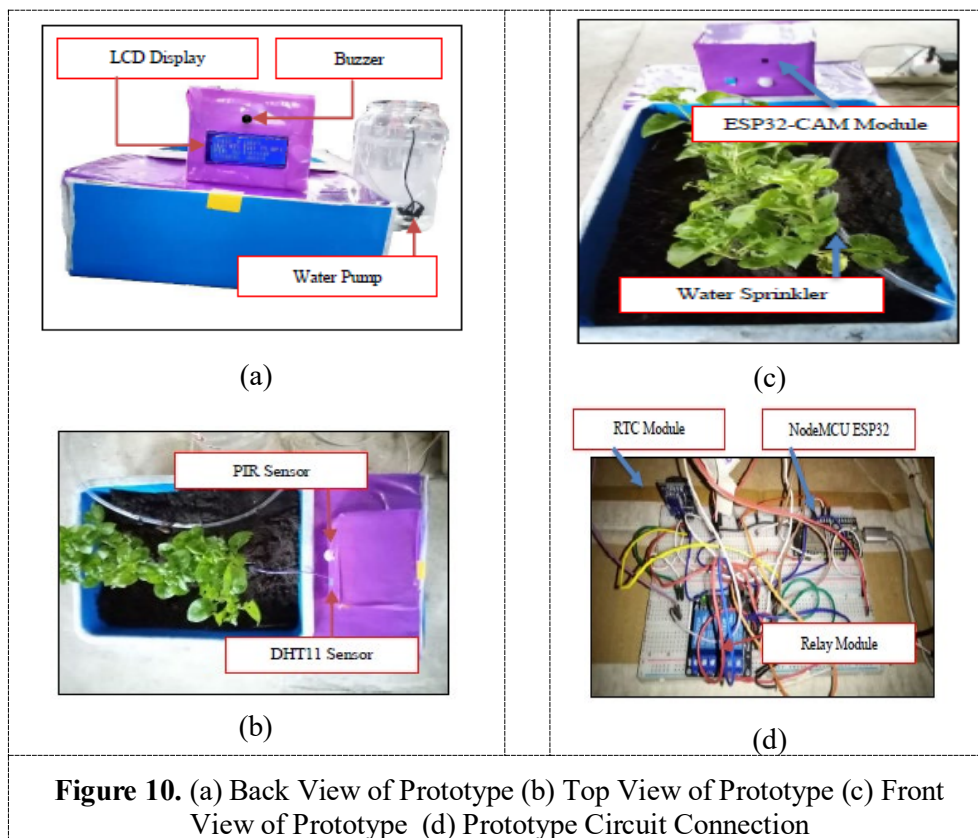 LCD Display
Buzzer
Water Pump
(a)
ESP32-CAM Module
Water Sprinkler
(c)
PIR Sensor
DHT11 Sensor
(b)
RTC Module
NodeMCU ESP32
Relay Module
(d)
Figure 10. (a) Back View of Prototype (b) Top View of Prototype (c) Front
View of Prototype (d) Prototype Circuit Connection